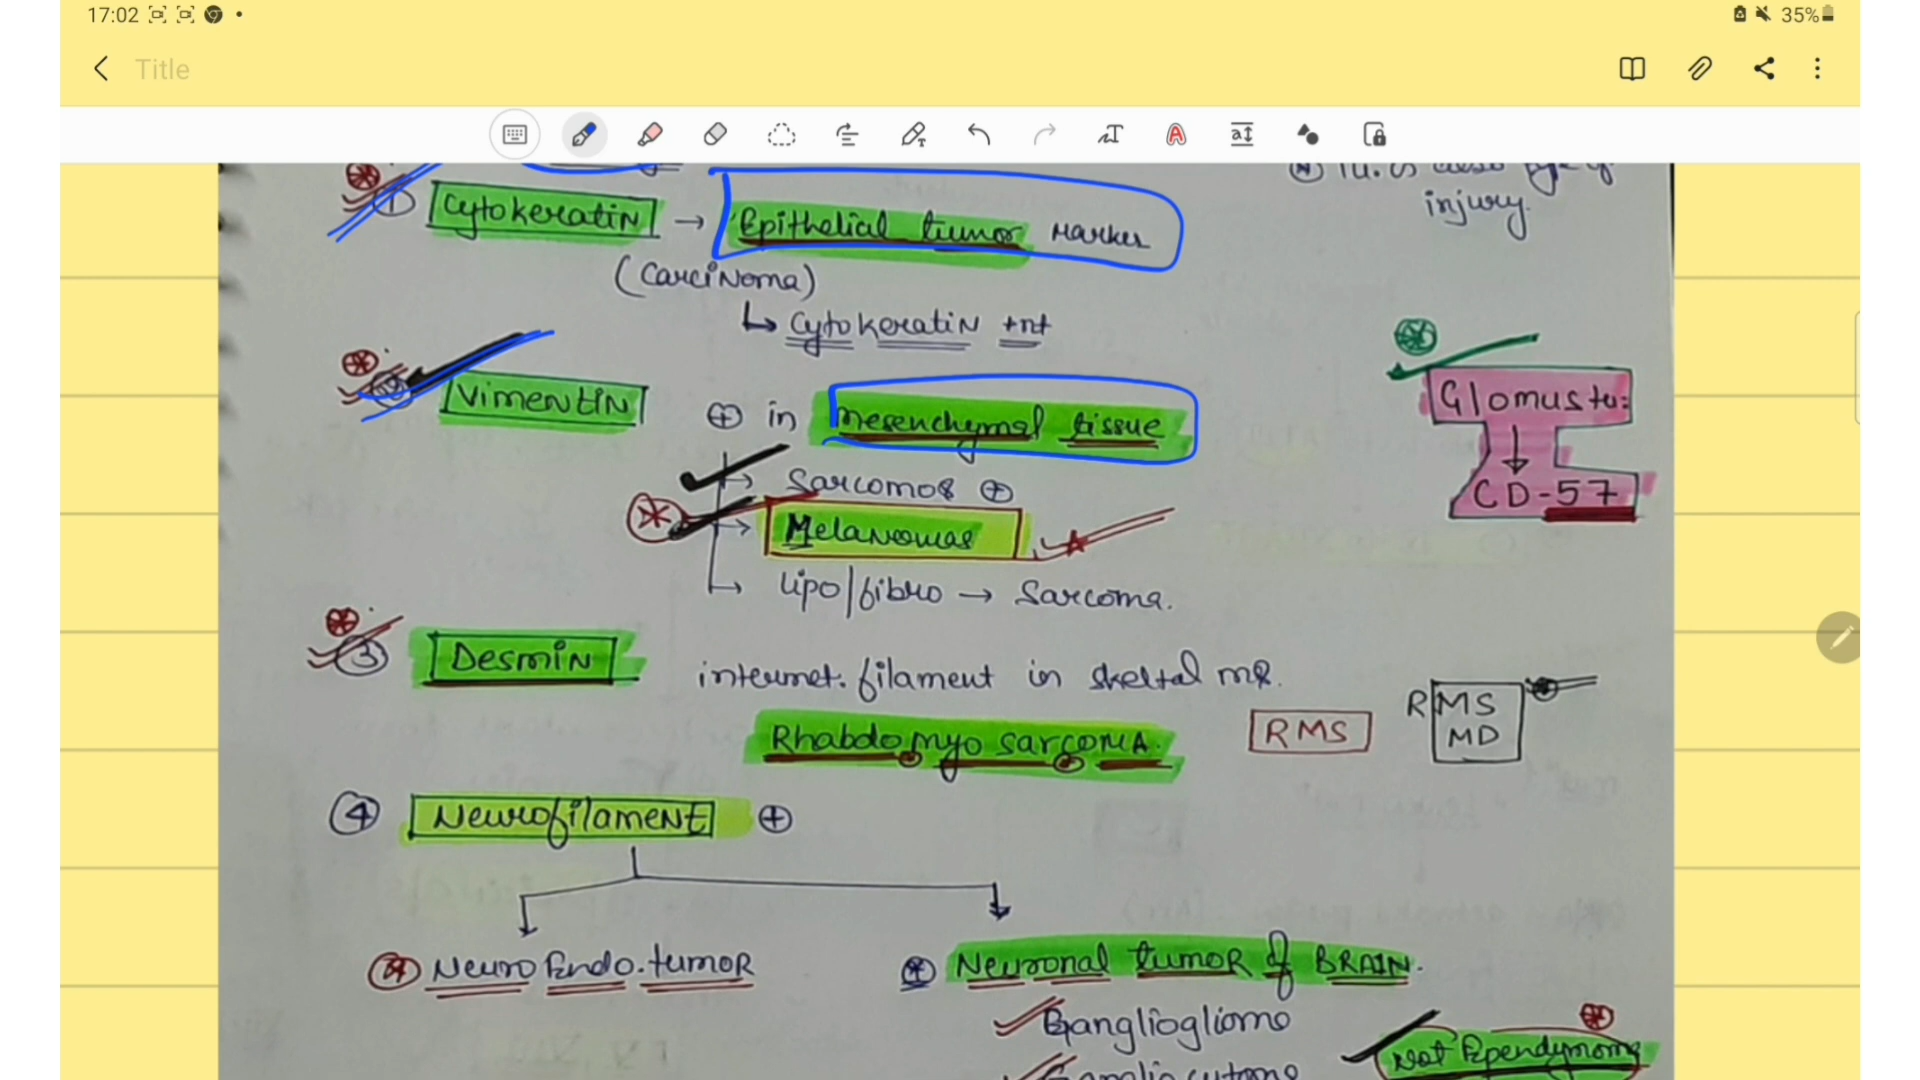 17:02
35%
Title
injury.
① Cytokeratin → Epithelial tumor Marker
(Carcinoma)
↳ Cytokeratin +nt
Vimentin ⊕ in Mesenchymal tissue
→ Sarcomas ⊕
→ Melanomas
↳ lipo/fibro → Sarcoma.
Glomus tu:
↓
CD-57
③ Desmin intermet. filament in skeltal ms.
Rhabdomyo sarcoma. RMS
RMS
MD
④ Neurofilament ⊕
Neuro Endo. tumor
Neuronal tumor of BRAIN.
Ganglioglioma
Not Ependymoma